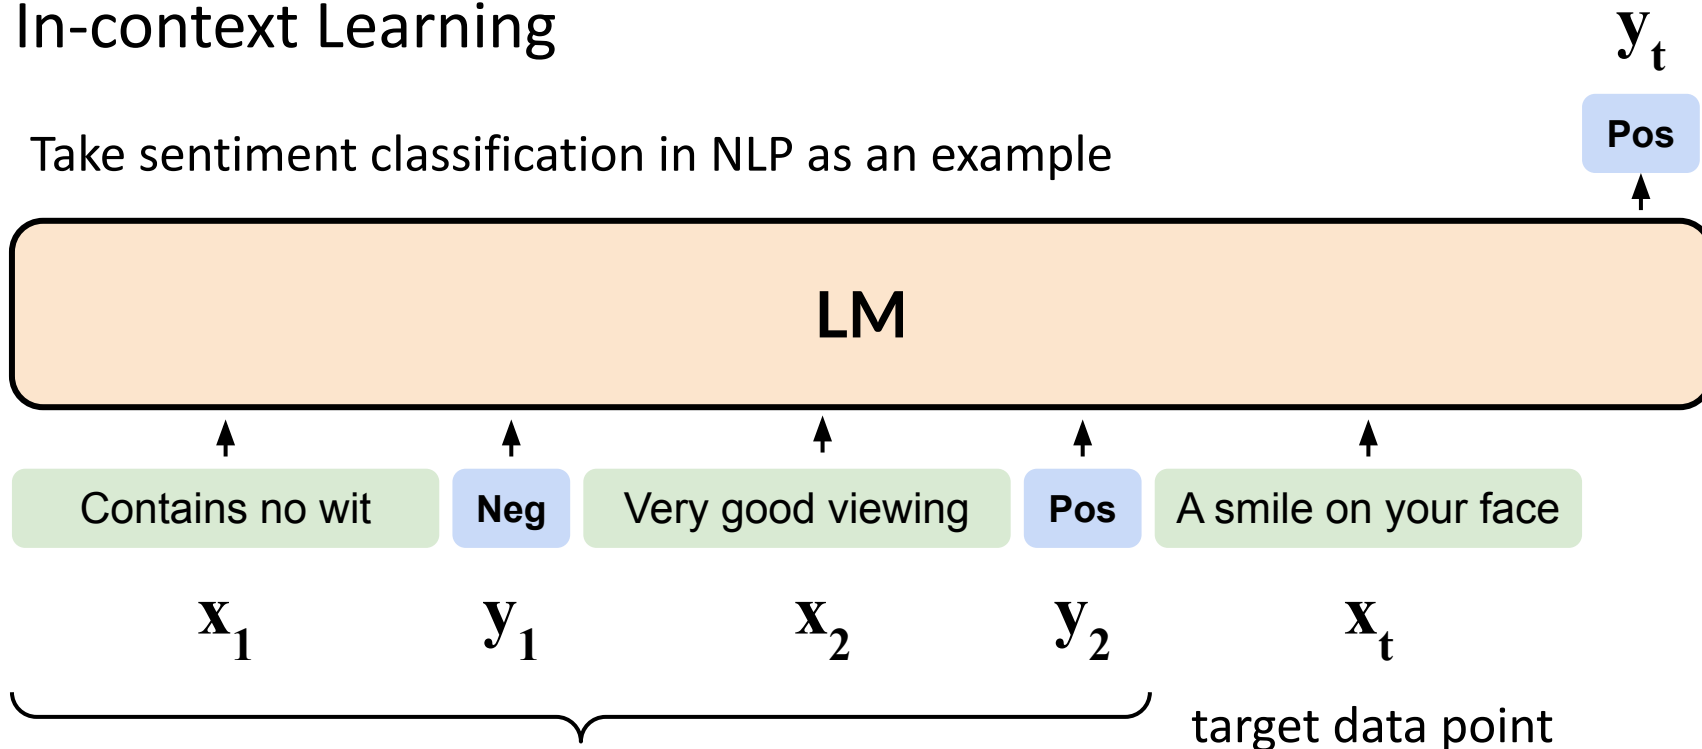 In-context Learning
y_t
Pos
Take sentiment classification in NLP as an example
LM
Contains no wit Neg Very good viewing Pos A smile on your face
x_1 y_1 x_2 y_2 x_t
target data point